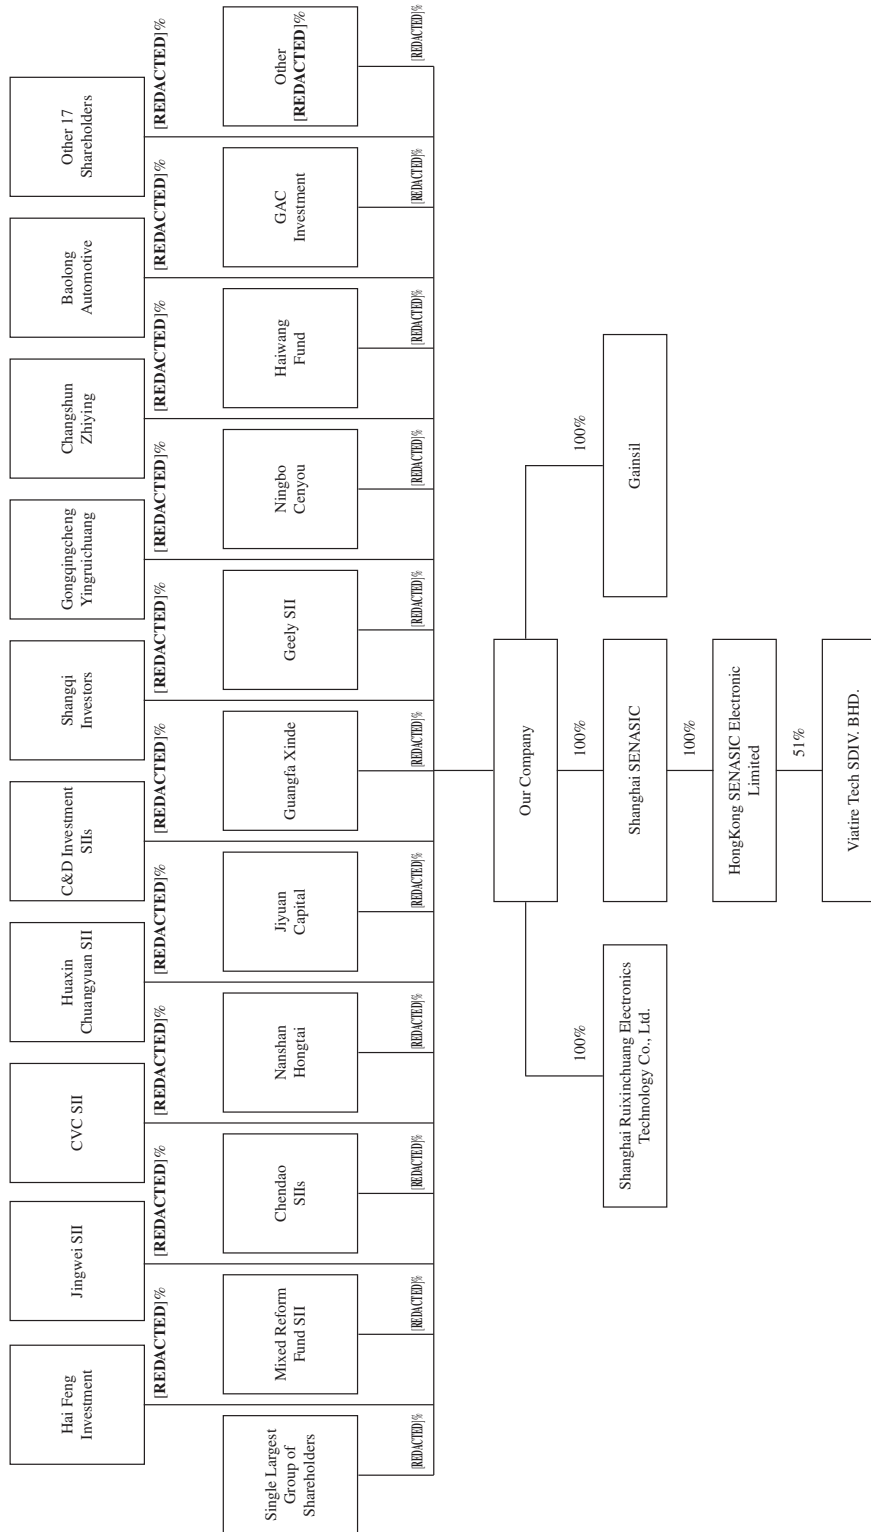 Hai Feng
Investment
Jingwei SII
CVC SII
Huaxin
Chuangyuan SII
C&D Investment
SIIs
Shangqi
Investors
Gongqingcheng
Yingruichuang
Changshun
Zhiying
Baolong
Automotive
Other 17
Shareholders
[REDACTED]%
[REDACTED]%
[REDACTED]%
[REDACTED]%
[REDACTED]%
[REDACTED]%
[REDACTED]%
[REDACTED]%
[REDACTED]%
[REDACTED]%
Single Largest
Group of
Shareholders
Mixed Reform
Fund SII
Chendao
SIIs
Nanshan
Hongtai
Jiyuan
Capital
Guangfa Xinde
Geely SII
Ningbo
Cenyou
Haiwang
Fund
GAC
Investment
Other
[REDACTED]%
[REDACTED]%
[REDACTED]%
[REDACTED]%
[REDACTED]%
[REDACTED]%
[REDACTED]%
[REDACTED]%
[REDACTED]%
[REDACTED]%
[REDACTED]%
[REDACTED]%
Our Company
100%
100%
100%
Shanghai Ruixinchuang Electronics
Technology Co., Ltd.
Shanghai SENASIC
Gainsil
100%
HongKong SENASIC Electronic
Limited
51%
Viatire Tech SDIV. BHD.